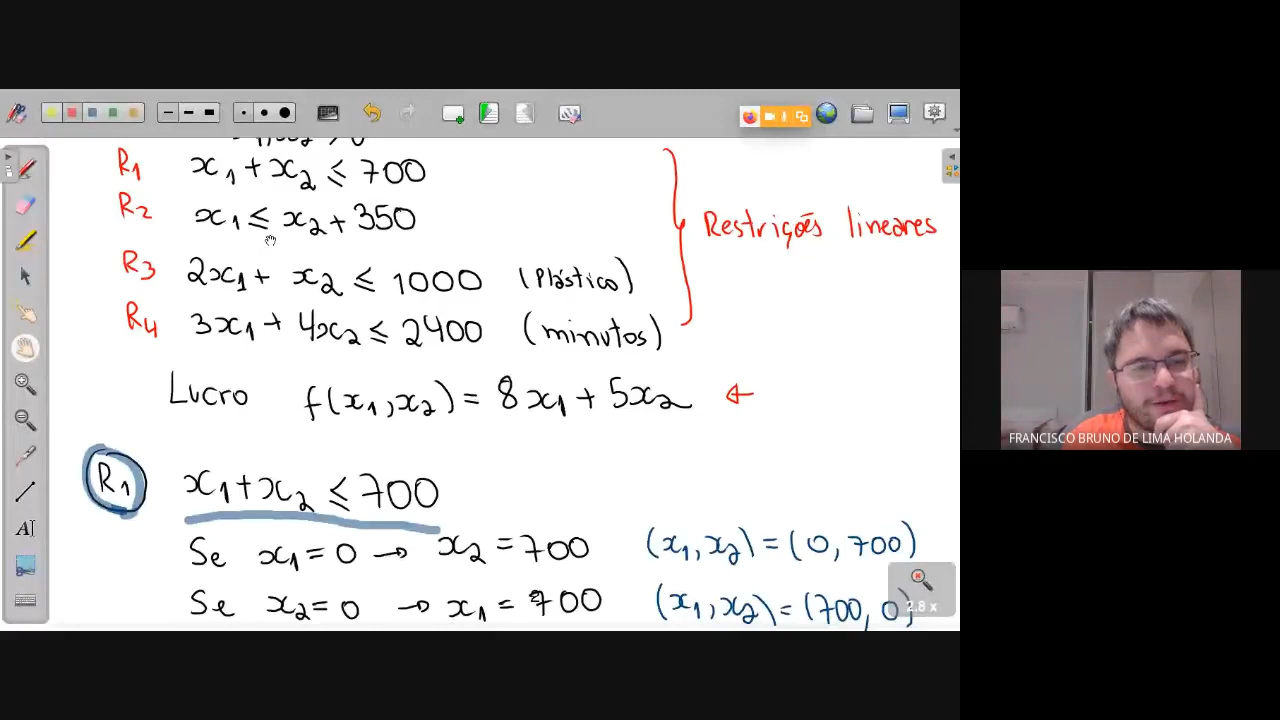 R1 x1 + x2 ≤ 700
R2 x1 ≤ x2 + 350
R3 2x1 + x2 ≤ 1000 (Plástico)
R4 3x1 + 4x2 ≤ 2400 (minutos)
Restrições lineares
Lucro f(x1, x2) = 8x1 + 5x2 ←
R1 x1 + x2 ≤ 700
Se x1 = 0 → x2 = 700 (x1, x2) = (0, 700)
Se x2 = 0 → x1 = 700 (x1, x2) = (700, 0)
2.8 x
FRANCISCO BRUNO DE LIMA HOLANDA